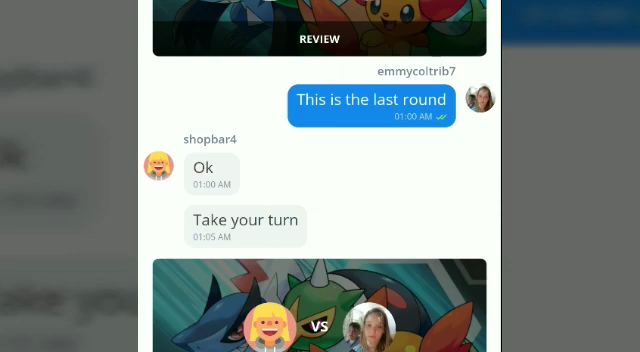 REVIEW
emmycoltrib7
This is the last round
01:00 AM
shopbar4
Ok
01:00 AM
Take your turn
01:05 AM
VS